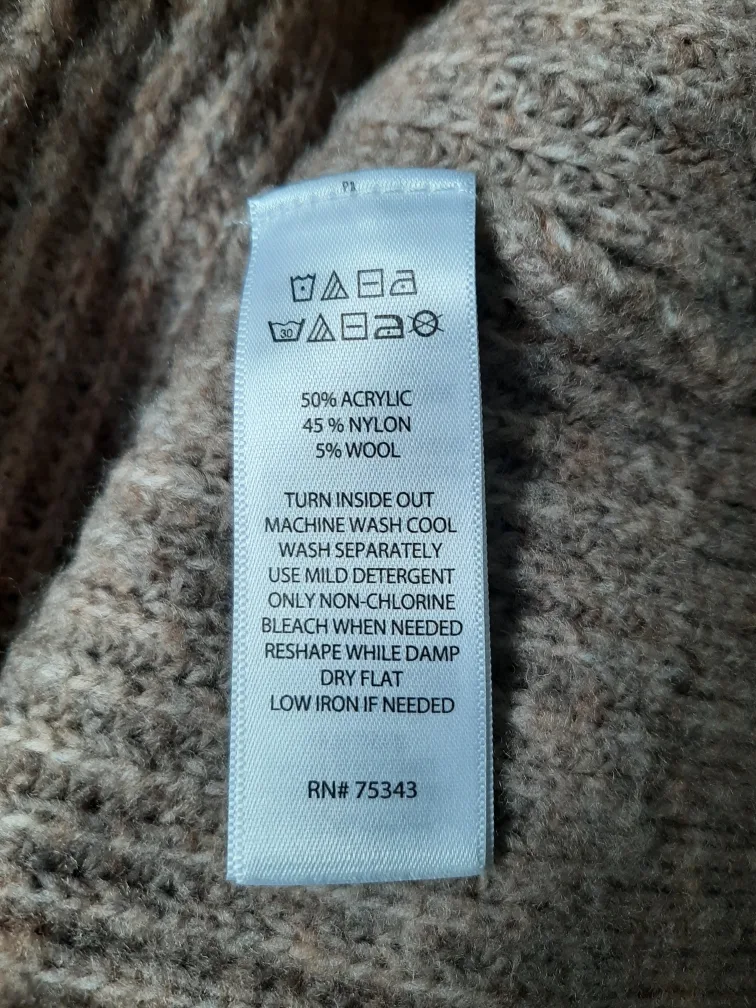 30
50% ACRYLIC
45 % NYLON
5% WOOL
TURN INSIDE OUT
MACHINE WASH COOL
WASH SEPARATELY
USE MILD DETERGENT
ONLY NON-CHLORINE
BLEACH WHEN NEEDED
RESHAPE WHILE DAMP
DRY FLAT
LOW IRON IF NEEDED
RN# 75343